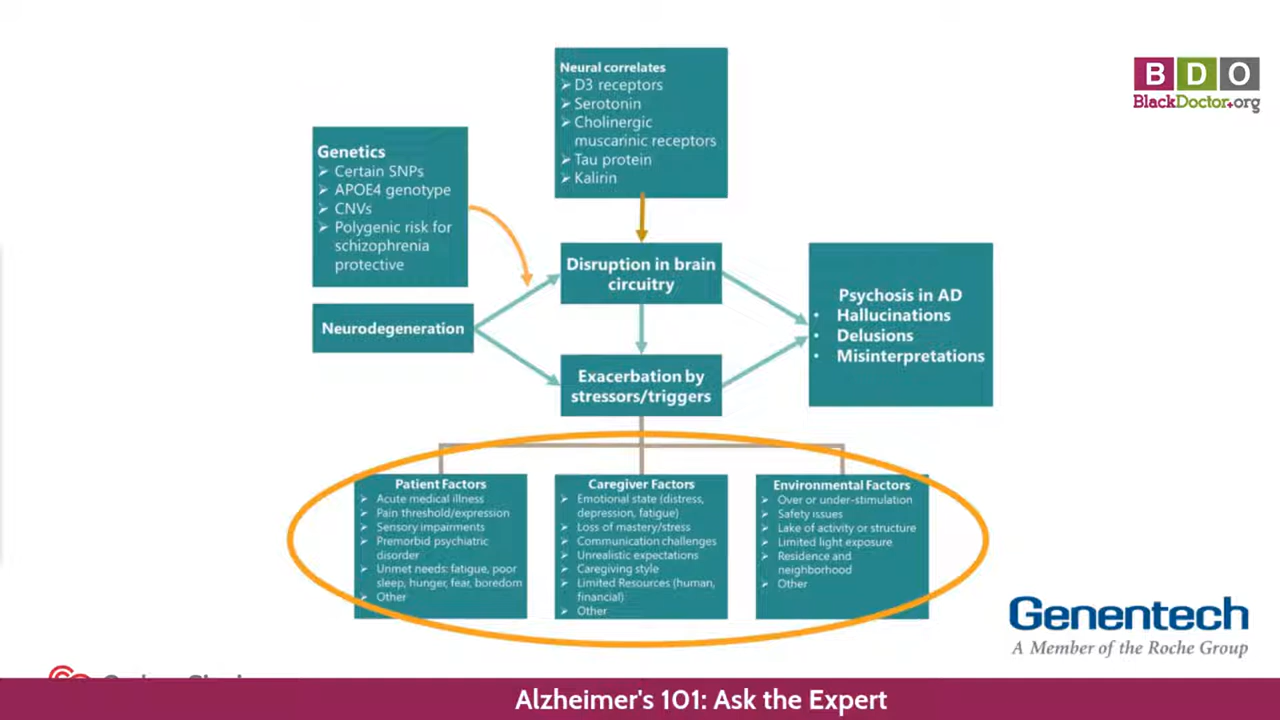 Neural correlates
➢ D3 receptors
➢ Serotonin
➢ Cholinergic
muscarinic receptors
➢ Tau protein
➢ Kalirin
B D O
BlackDoctor.org
Genetics
➢ Certain SNPs
➢ APOE4 genotype
➢ CNVs
➢ Polygenic risk for
schizophrenia
protective
Disruption in brain
circuitry
Neurodegeneration
Psychosis in AD
• Hallucinations
• Delusions
• Misinterpretations
Exacerbation by
stressors/triggers
Patient Factors
➢ Acute medical illness
➢ Pain threshold/expression
➢ Sensory impairments
➢ Premorbid psychiatric
disorder
➢ Unmet needs: fatigue, poor
sleep, hunger, fear, boredom
➢ Other
Caregiver Factors
➢ Emotional state (distress,
depression, fatigue)
➢ Loss of mastery/stress
➢ Communication challenges
➢ Unrealistic expectations
➢ Caregiving style
➢ Limited Resources (human,
financial)
➢ Other
Environmental Factors
➢ Over or under-stimulation
➢ Safety issues
➢ Lake of activity or structure
➢ Limited light exposure
➢ Residence and
neighborhood
➢ Other
Genentech
A Member of the Roche Group
Alzheimer's 101: Ask the Expert